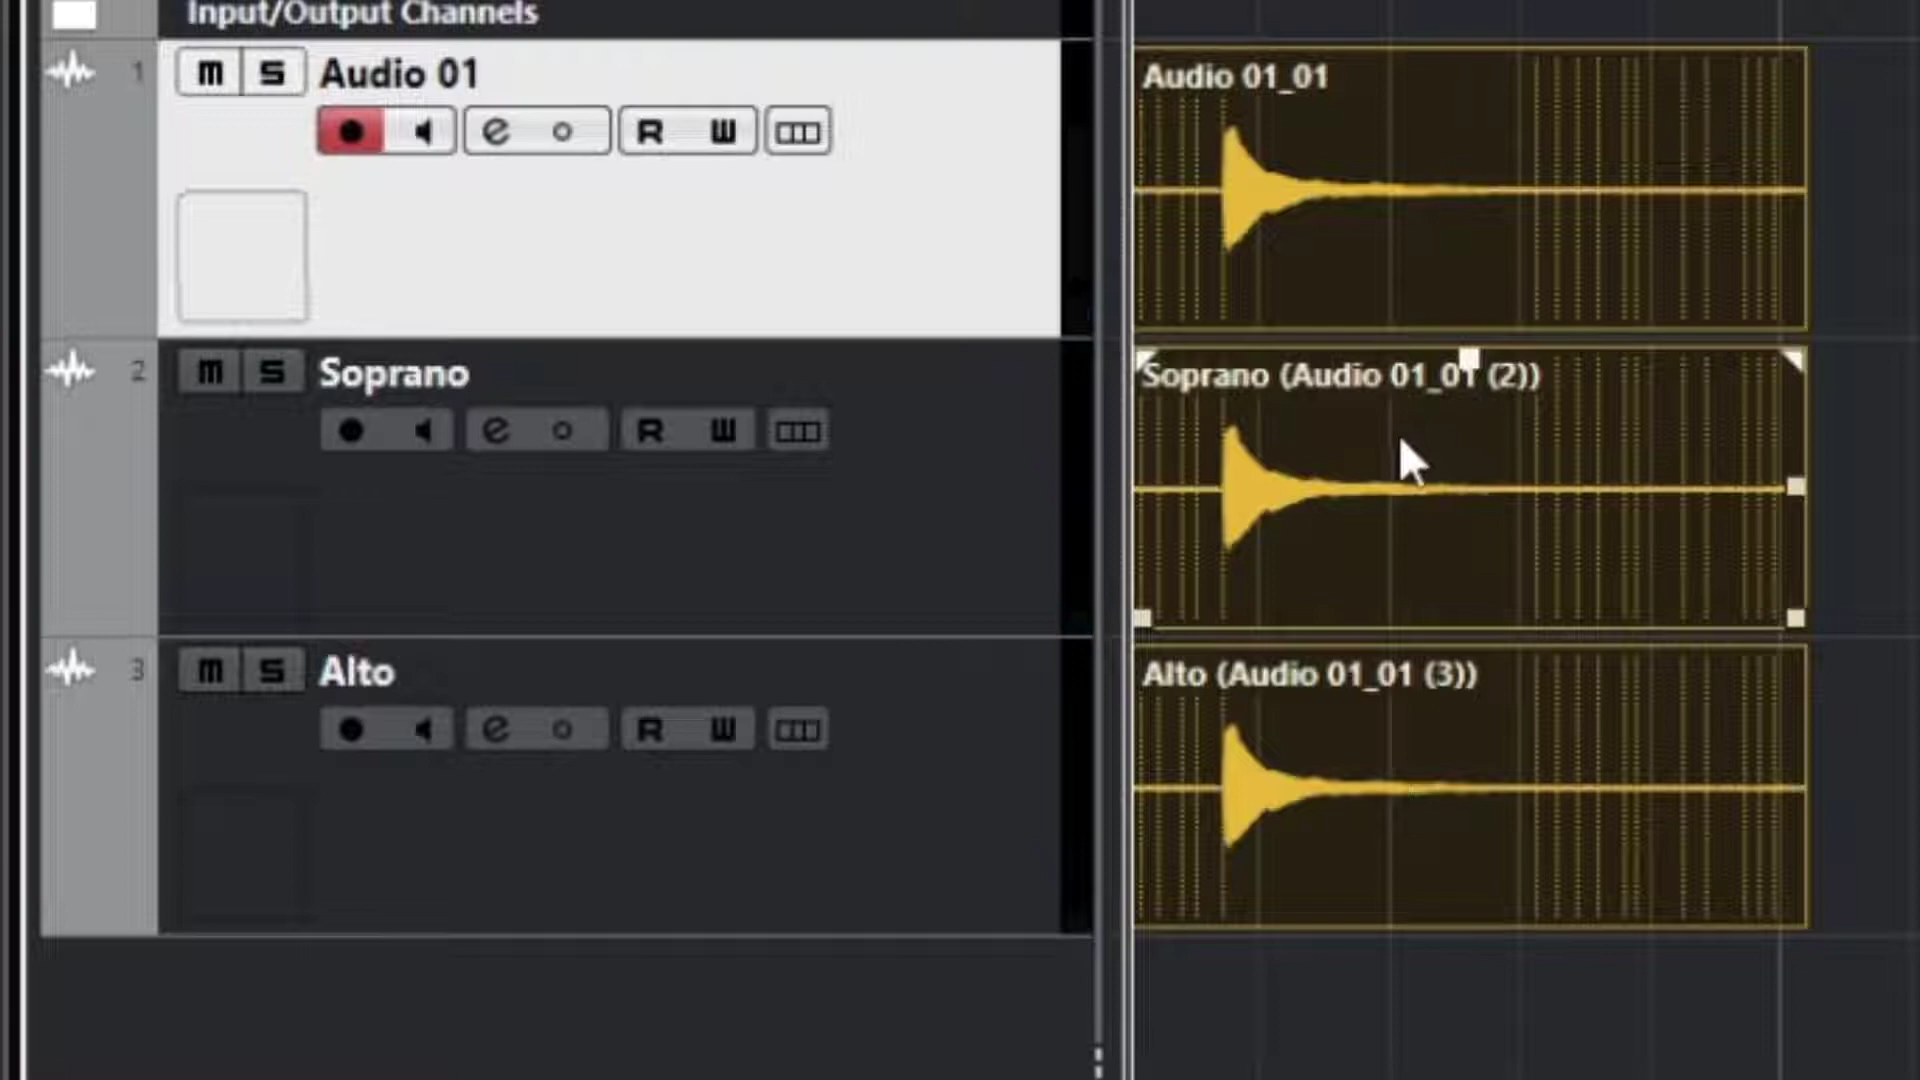 Input/Output Channels
1 m S Audio 01
e R W
Audio 01_01
2 m S Soprano
e R W
Soprano (Audio 01_01 (2))
3 m S Alto
e R W
Alto (Audio 01_01 (3))